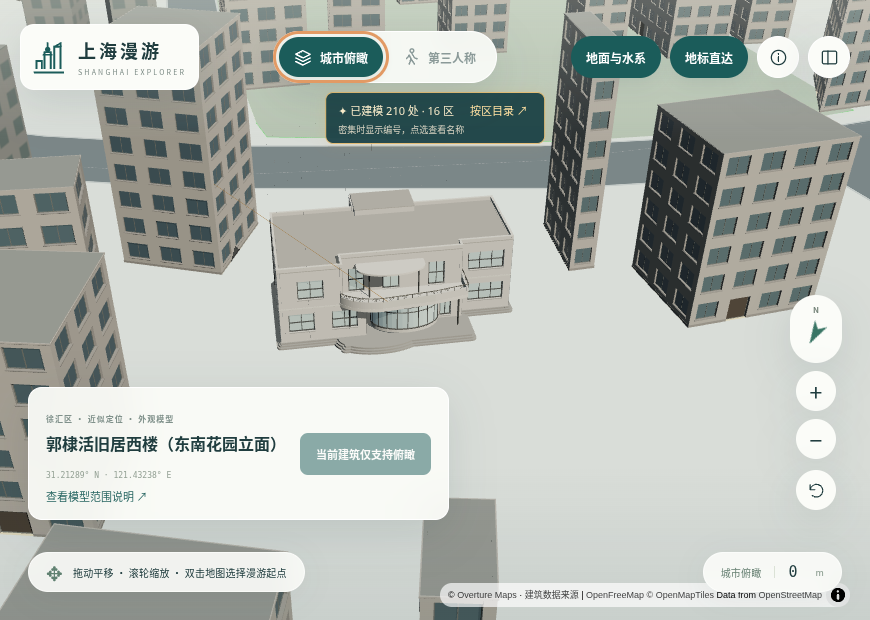 上海漫游
SHANGHAI EXPLORER
城市俯瞰
第三人称
地面与水系
地标直达
✦ 已建模 210 处 · 16 区 按区目录 ↗
密集时显示编号，点选查看名称
N
徐汇区 · 近似定位 · 外观模型
郭棣活旧居西楼（东南花园立面）
31.21289° N · 121.43238° E
查看模型范围说明 ↗
当前建筑仅支持俯瞰
拖动平移 · 滚轮缩放 · 双击地图选择漫游起点
城市俯瞰 0 m
© Overture Maps · 建筑数据来源 | OpenFreeMap © OpenMapTiles Data from OpenStreetMap